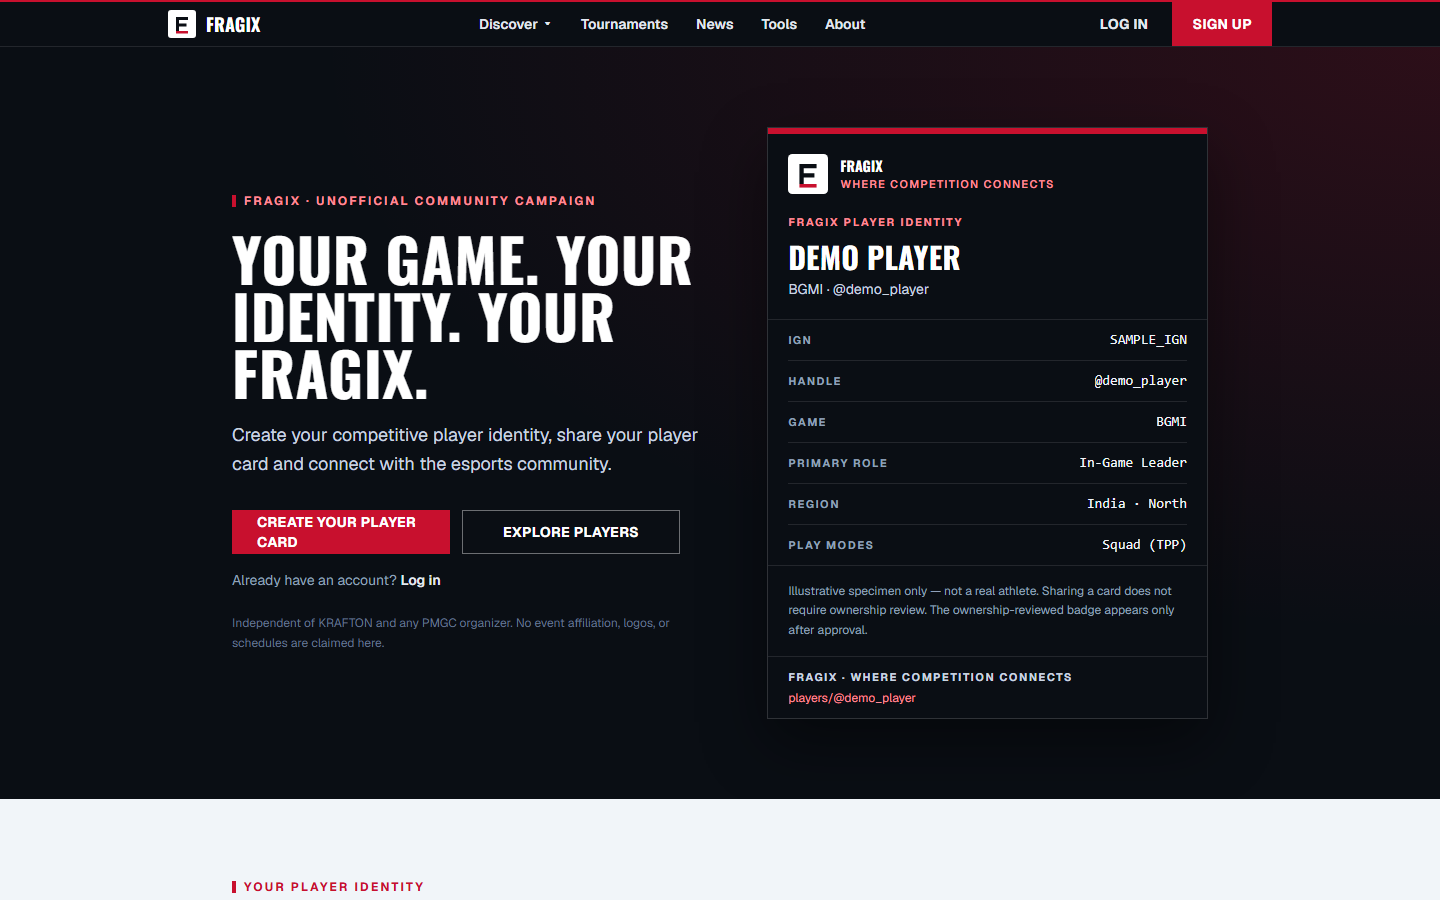 E FRAGIX
Discover
Tournaments
News
Tools
About
LOG IN
SIGN UP
FRAGIX · UNOFFICIAL COMMUNITY CAMPAIGN
YOUR GAME. YOUR
IDENTITY. YOUR
FRAGIX.
Create your competitive player identity, share your player
card and connect with the esports community.
CREATE YOUR PLAYER
CARD
EXPLORE PLAYERS
Already have an account? Log in
Independent of KRAFTON and any PMGC organizer. No event affiliation, logos, or
schedules are claimed here.
E
FRAGIX
WHERE COMPETITION CONNECTS
FRAGIX PLAYER IDENTITY
DEMO PLAYER
BGMI · @demo_player
IGN SAMPLE_IGN
HANDLE @demo_player
GAME BGMI
PRIMARY ROLE In-Game Leader
REGION India · North
PLAY MODES Squad (TPP)
Illustrative specimen only — not a real athlete. Sharing a card does not
require ownership review. The ownership-reviewed badge appears only
after approval.
FRAGIX · WHERE COMPETITION CONNECTS
players/@demo_player
YOUR PLAYER IDENTITY